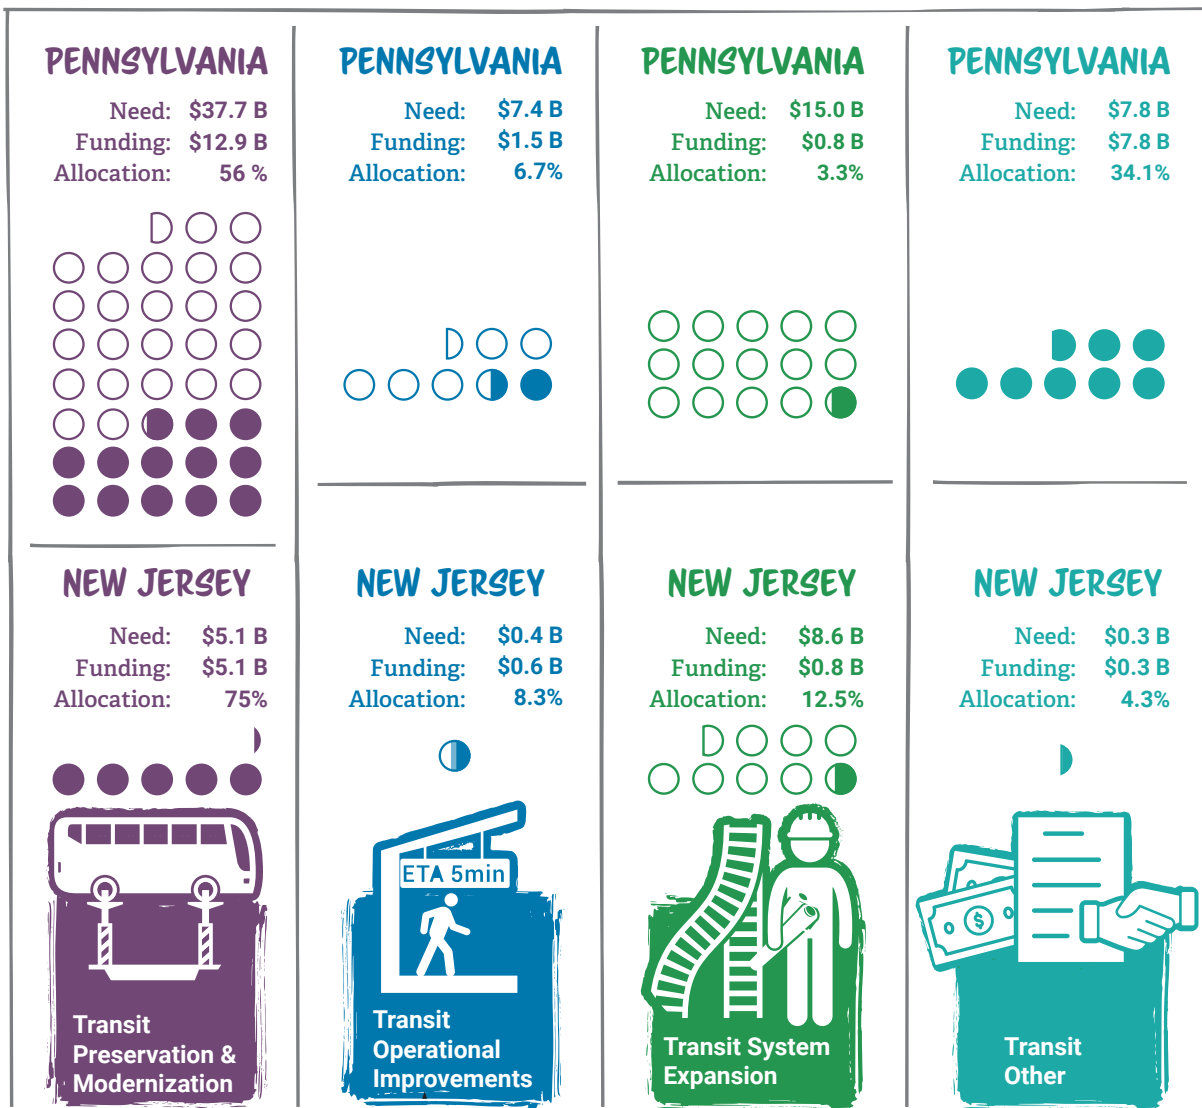 PENNSYLVANIA
Need: $37.7 B
Funding: $12.9 B
Allocation: 56 %
PENNSYLVANIA
Need: $7.4 B
Funding: $1.5 B
Allocation: 6.7%
PENNSYLVANIA
Need: $15.0 B
Funding: $0.8 B
Allocation: 3.3%
PENNSYLVANIA
Need: $7.8 B
Funding: $7.8 B
Allocation: 34.1%
NEW JERSEY
Need: $5.1 B
Funding: $5.1 B
Allocation: 75%
NEW JERSEY
Need: $0.4 B
Funding: $0.6 B
Allocation: 8.3%
NEW JERSEY
Need: $8.6 B
Funding: $0.8 B
Allocation: 12.5%
NEW JERSEY
Need: $0.3 B
Funding: $0.3 B
Allocation: 4.3%
Transit
Preservation &
Modernization
ETA 5min
Transit
Operational
Improvements
Transit System
Expansion
$
Transit
Other